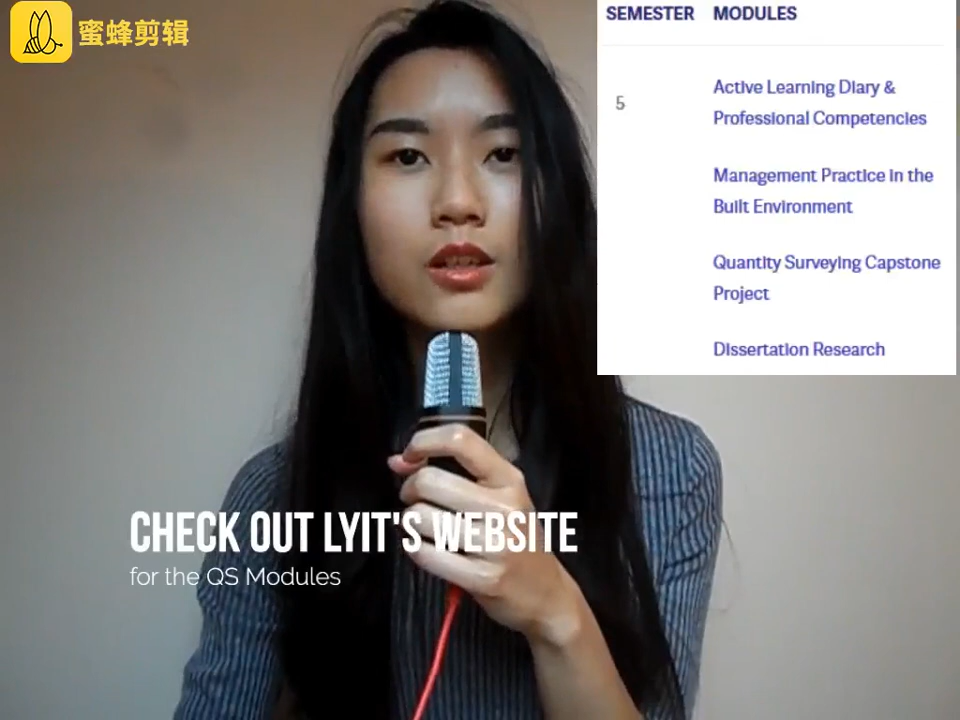 蜜蜂剪辑
SEMESTER MODULES
5
Active Learning Diary &
Professional Competencies
Management Practice in the
Built Environment
Quantity Surveying Capstone
Project
Dissertation Research
CHECK OUT LYIT'S WEBSITE
for the QS Modules